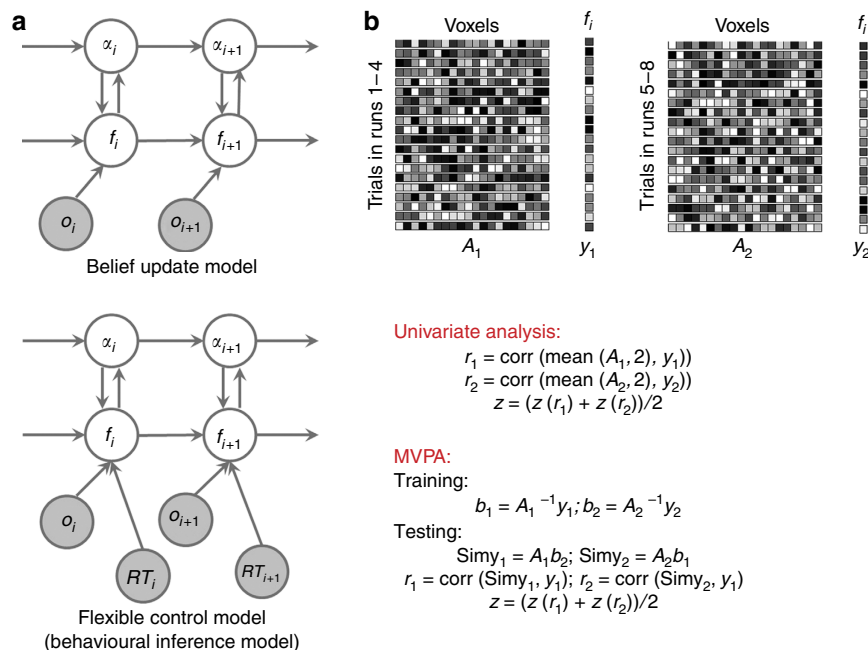 a
αi
αi+1
fi
fi+1
oi
oi+1
Belief update model
αi
αi+1
fi
fi+1
oi
oi+1
RTi
RTi+1
Flexible control model
(behavioural inference model)
b
Voxels
fi
Trials in runs 1–4
A1
y1
Voxels
fi
Trials in runs 5–8
A2
y2
Univariate analysis:
r1 = corr (mean (A1, 2), y1))
r2 = corr (mean (A2, 2), y2))
z = (z (r1) + z (r2))/2
MVPA:
Training:
b1 = A1 −1y1; b2 = A2 −1y2
Testing:
Simy1 = A1b2; Simy2 = A2b1
r1 = corr (Simy1, y1); r2 = corr (Simy2, y1)
z = (z (r1) + z (r2))/2